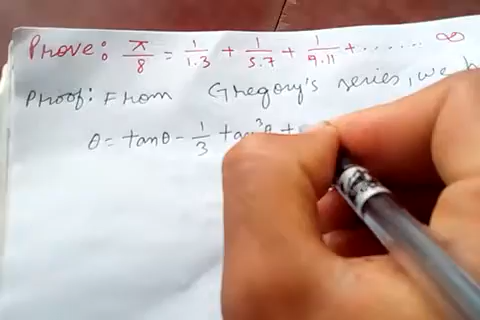 Prove: π/8 = 1/1.3 + 1/5.7 + 1/9.11 + ....... ∞
Proof: From Gregory's series, we
θ = tanθ - 1/3 tan³θ +